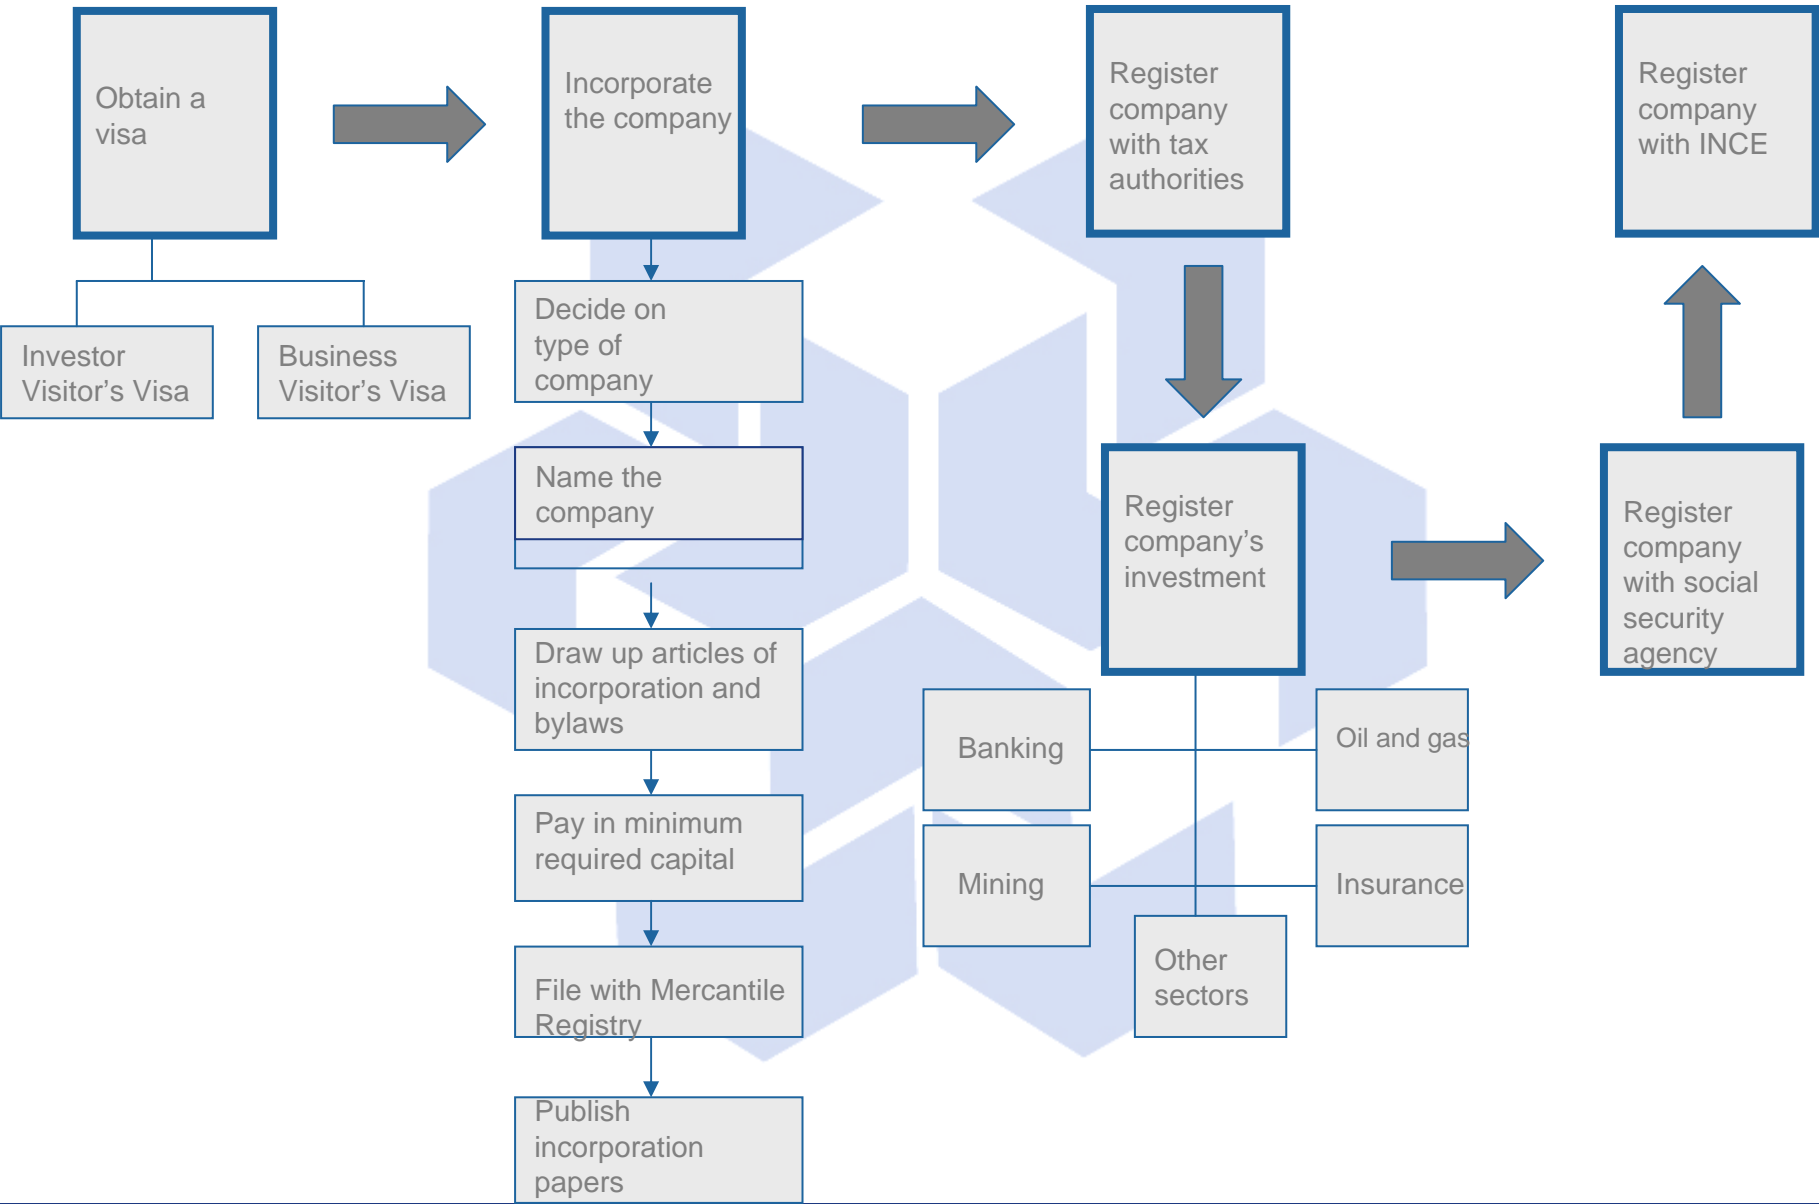 Obtain a
visa
Incorporate
the company
Register
company
with tax
authorities
Register
company
with INCE
Investor
Visitor’s Visa
Business
Visitor’s Visa
Decide on
type of
company
Name the
company
Draw up articles of
incorporation and
bylaws
Pay in minimum
required capital
File with Mercantile
Registry
Publish
incorporation
papers
Register
company’s
investment
Register
company
with social
security
agency
Banking
Oil and gas
Mining
Insurance
Other
sectors